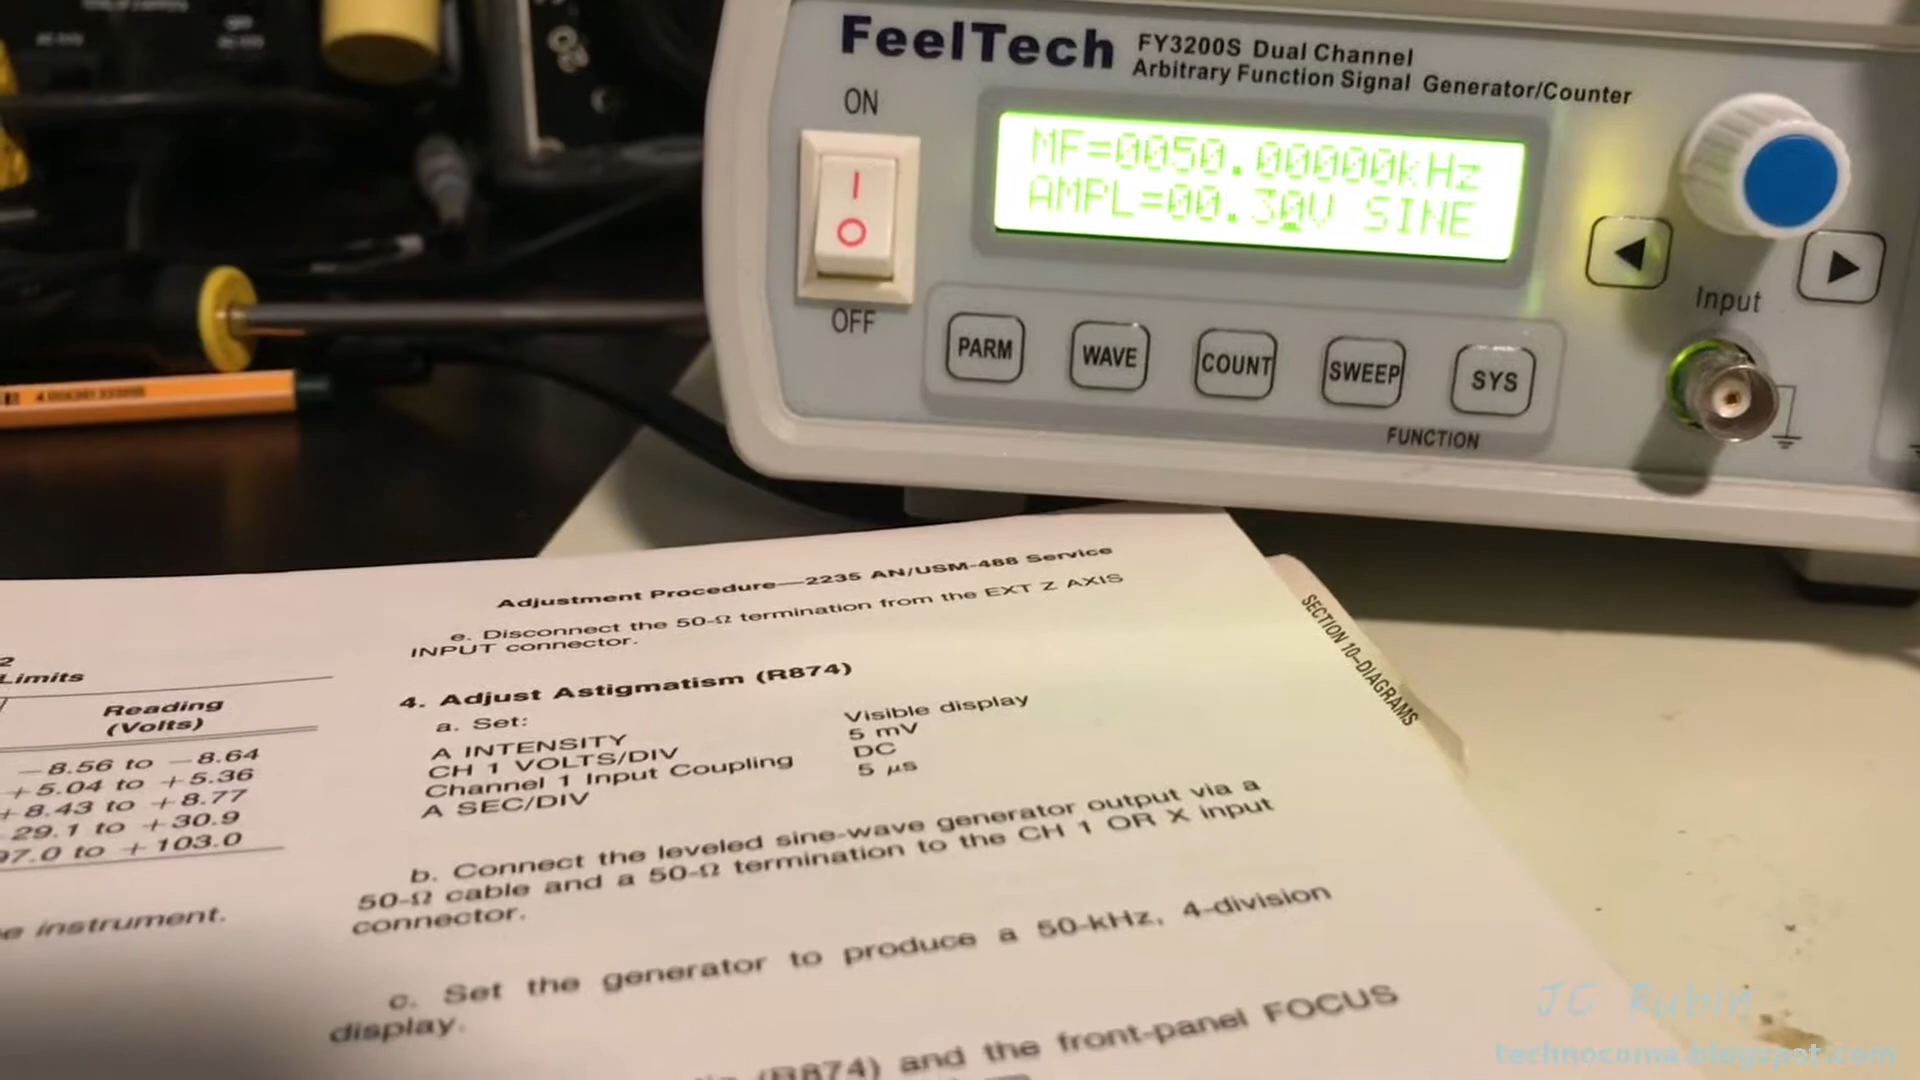 FeelTech
FY3200S Dual Channel
Arbitrary Function Signal Generator/Counter
ON
MF=0050.00000kHz
AMPL=00.30V SINE
OFF
PARM
WAVE
COUNT
SWEEP
SYS
FUNCTION
Input
Adjustment Procedure—2235 AN/USM-488 Service
e. Disconnect the 50-Ω termination from the EXT Z AXIS
INPUT connector.
4. Adjust Astigmatism (R874)
a. Set:
A INTENSITY Visible display
CH 1 VOLTS/DIV 5 mV
Channel 1 Input Coupling DC
A SEC/DIV 5 µs
b. Connect the leveled sine-wave generator output via a
50-Ω cable and a 50-Ω termination to the CH 1 OR X input
connector.
c. Set the generator to produce a 50-kHz, 4-division
display.
(R874) and the front-panel FOCUS
2
Limits
Reading
(Volts)
−8.56 to −8.64
+5.04 to +5.36
+8.43 to +8.77
29.1 to +30.9
97.0 to +103.0
instrument.
SECTION 10–DIAGRAMS
JC Rubin
technocoma.blogspot.com